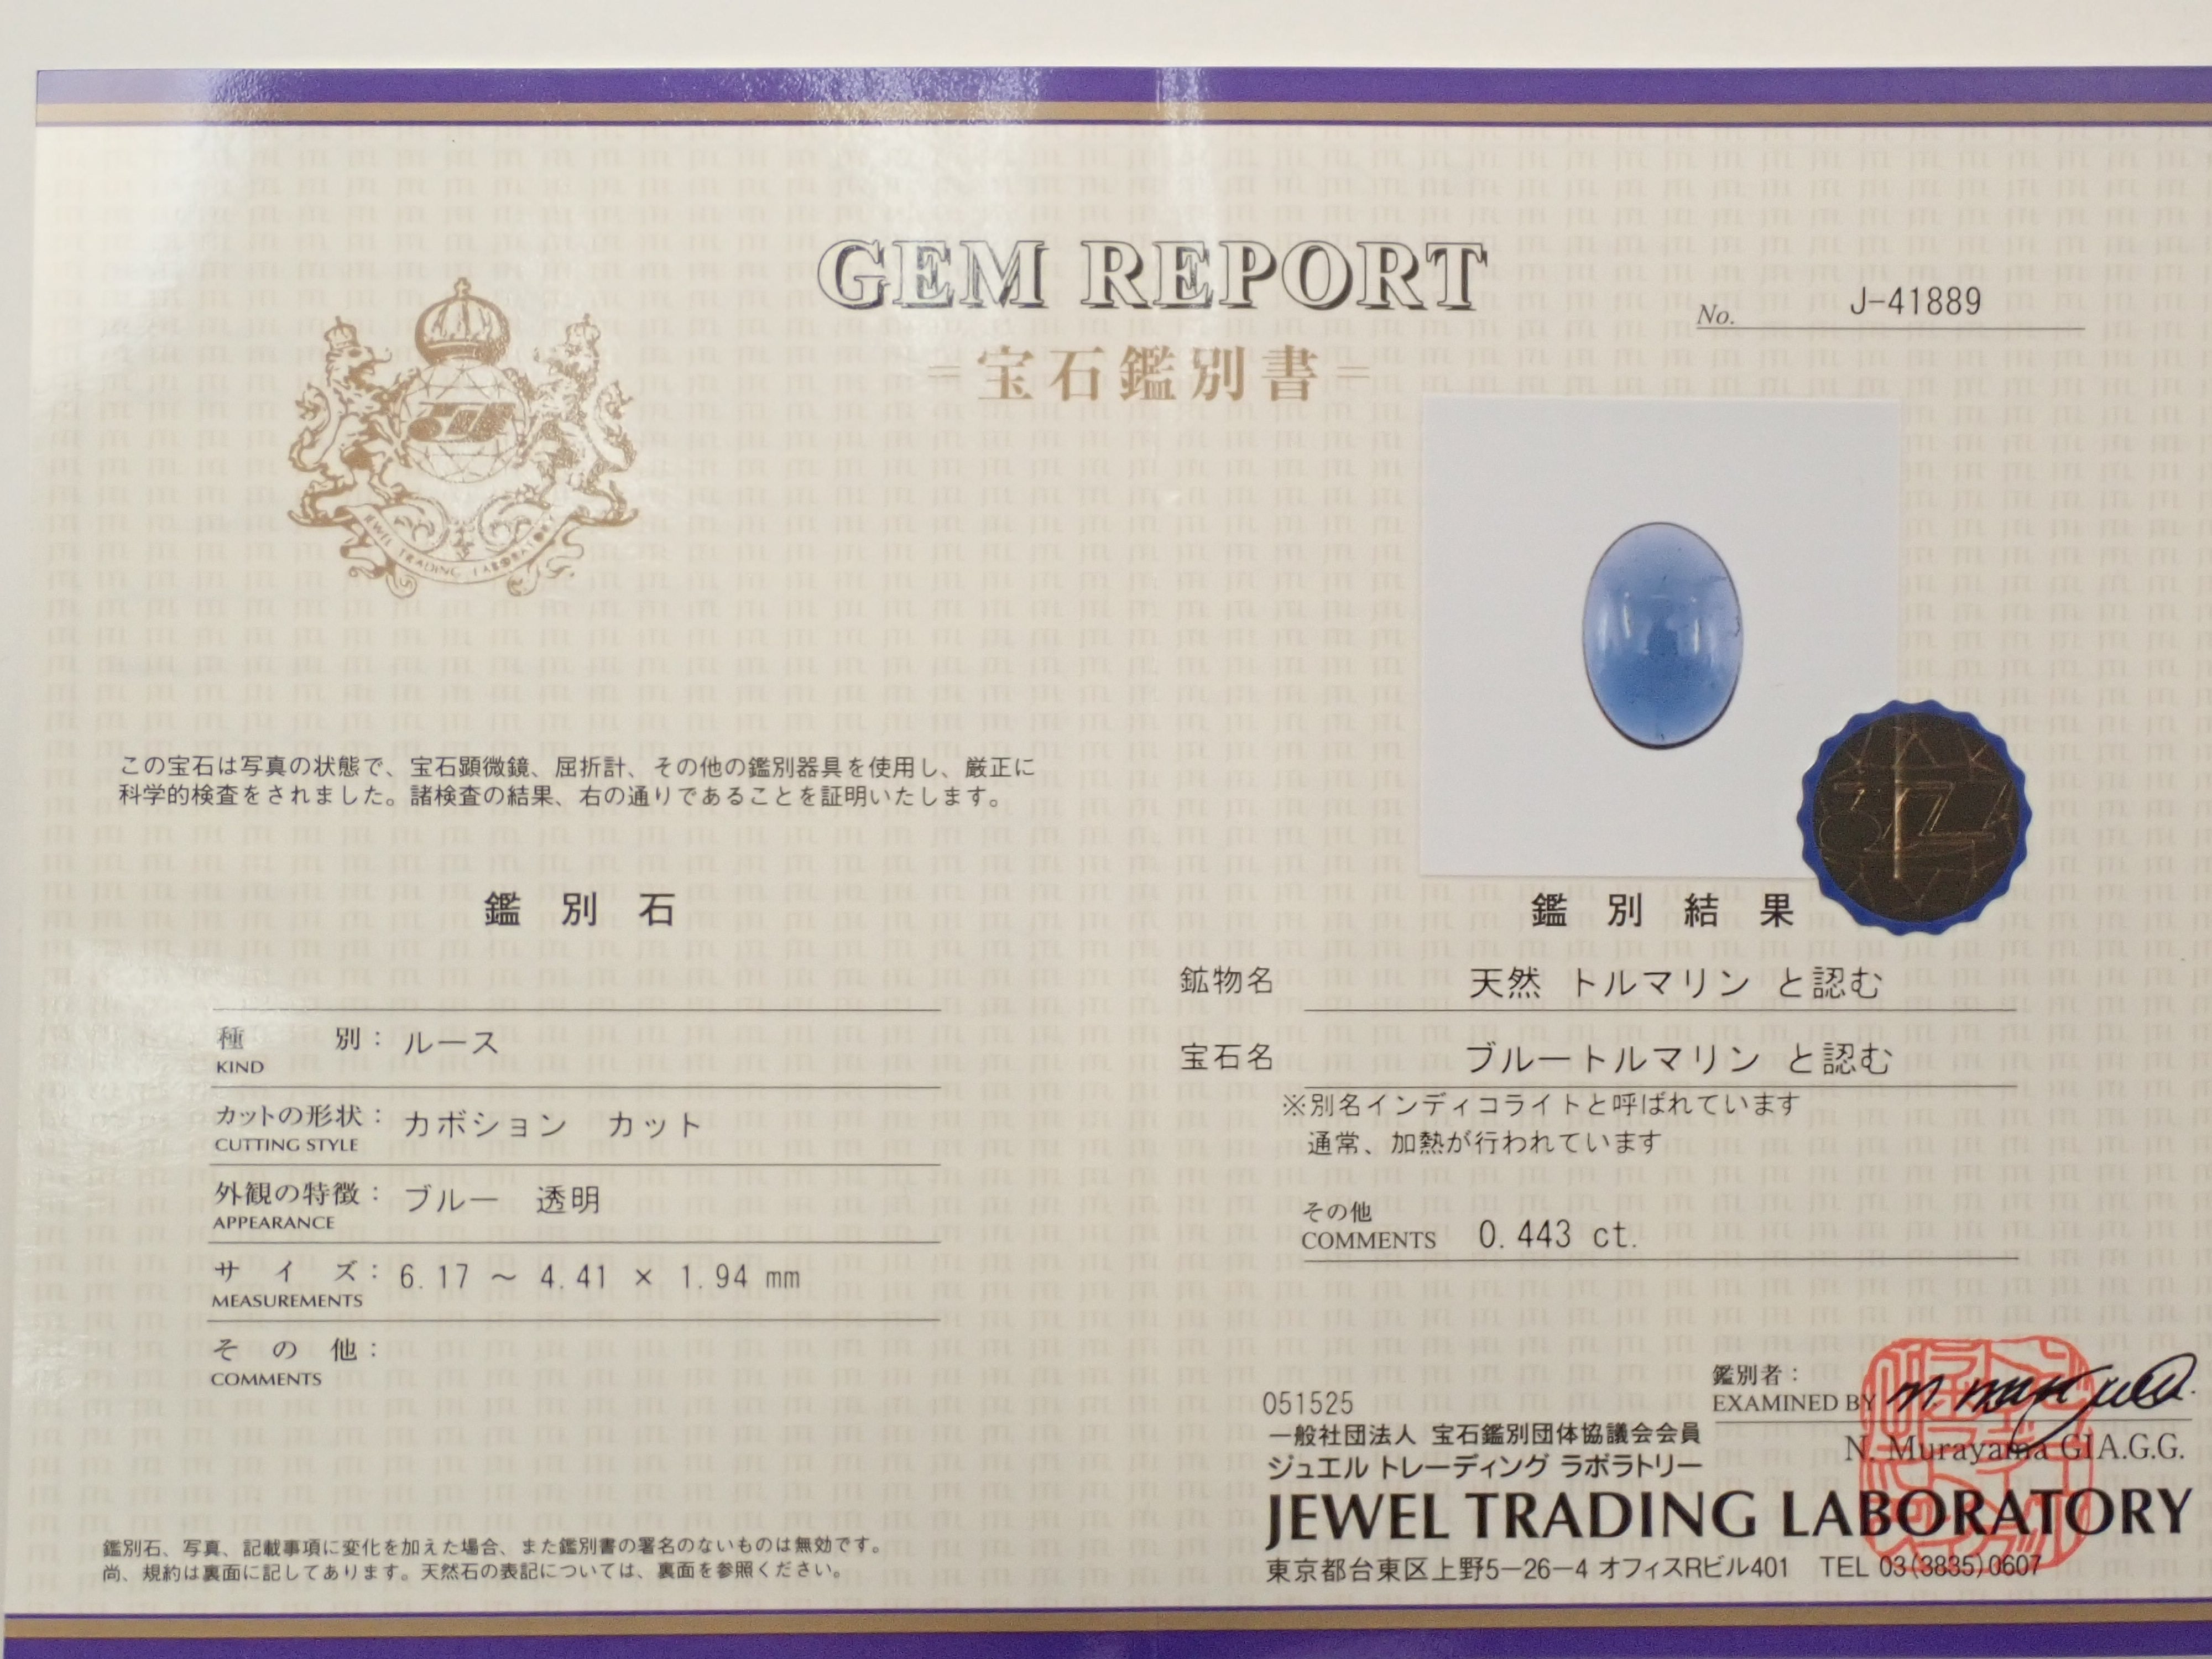 GEM REPORT
=宝石鑑別書=
No. J-41889
JEWEL TRADING LABORATORY
この宝石は写真の状態で、宝石顕微鏡、屈折計、その他の鑑別器具を使用し、厳正に
科学的検査をされました。諸検査の結果、右の通りであることを証明いたします。
鑑別石
種別: ルース
KIND
カットの形状: カボション カット
CUTTING STYLE
外観の特徴: ブルー 透明
APPEARANCE
サイズ: 6.17 ~ 4.41 × 1.94 mm
MEASUREMENTS
その他:
COMMENTS
鑑別石、写真、記載事項に変化を加えた場合、また鑑別書の署名のないものは無効です。
尚、規約は裏面に記してあります。天然石の表記については、裏面を参照ください。
鑑別結果
鉱物名 天然 トルマリン と認む
宝石名 ブルートルマリン と認む
※別名インディコライトと呼ばれています
通常、加熱が行われています
その他
COMMENTS 0.443 ct.
鑑別者:
EXAMINED BY
N. Murayama GIA.G.G.
051525
一般社団法人 宝石鑑別団体協議会会員
ジュエル トレーディング ラボラトリー
JEWEL TRADING LABORATORY
東京都台東区上野5-26-4 オフィスRビル401 TEL 03(3835)0607